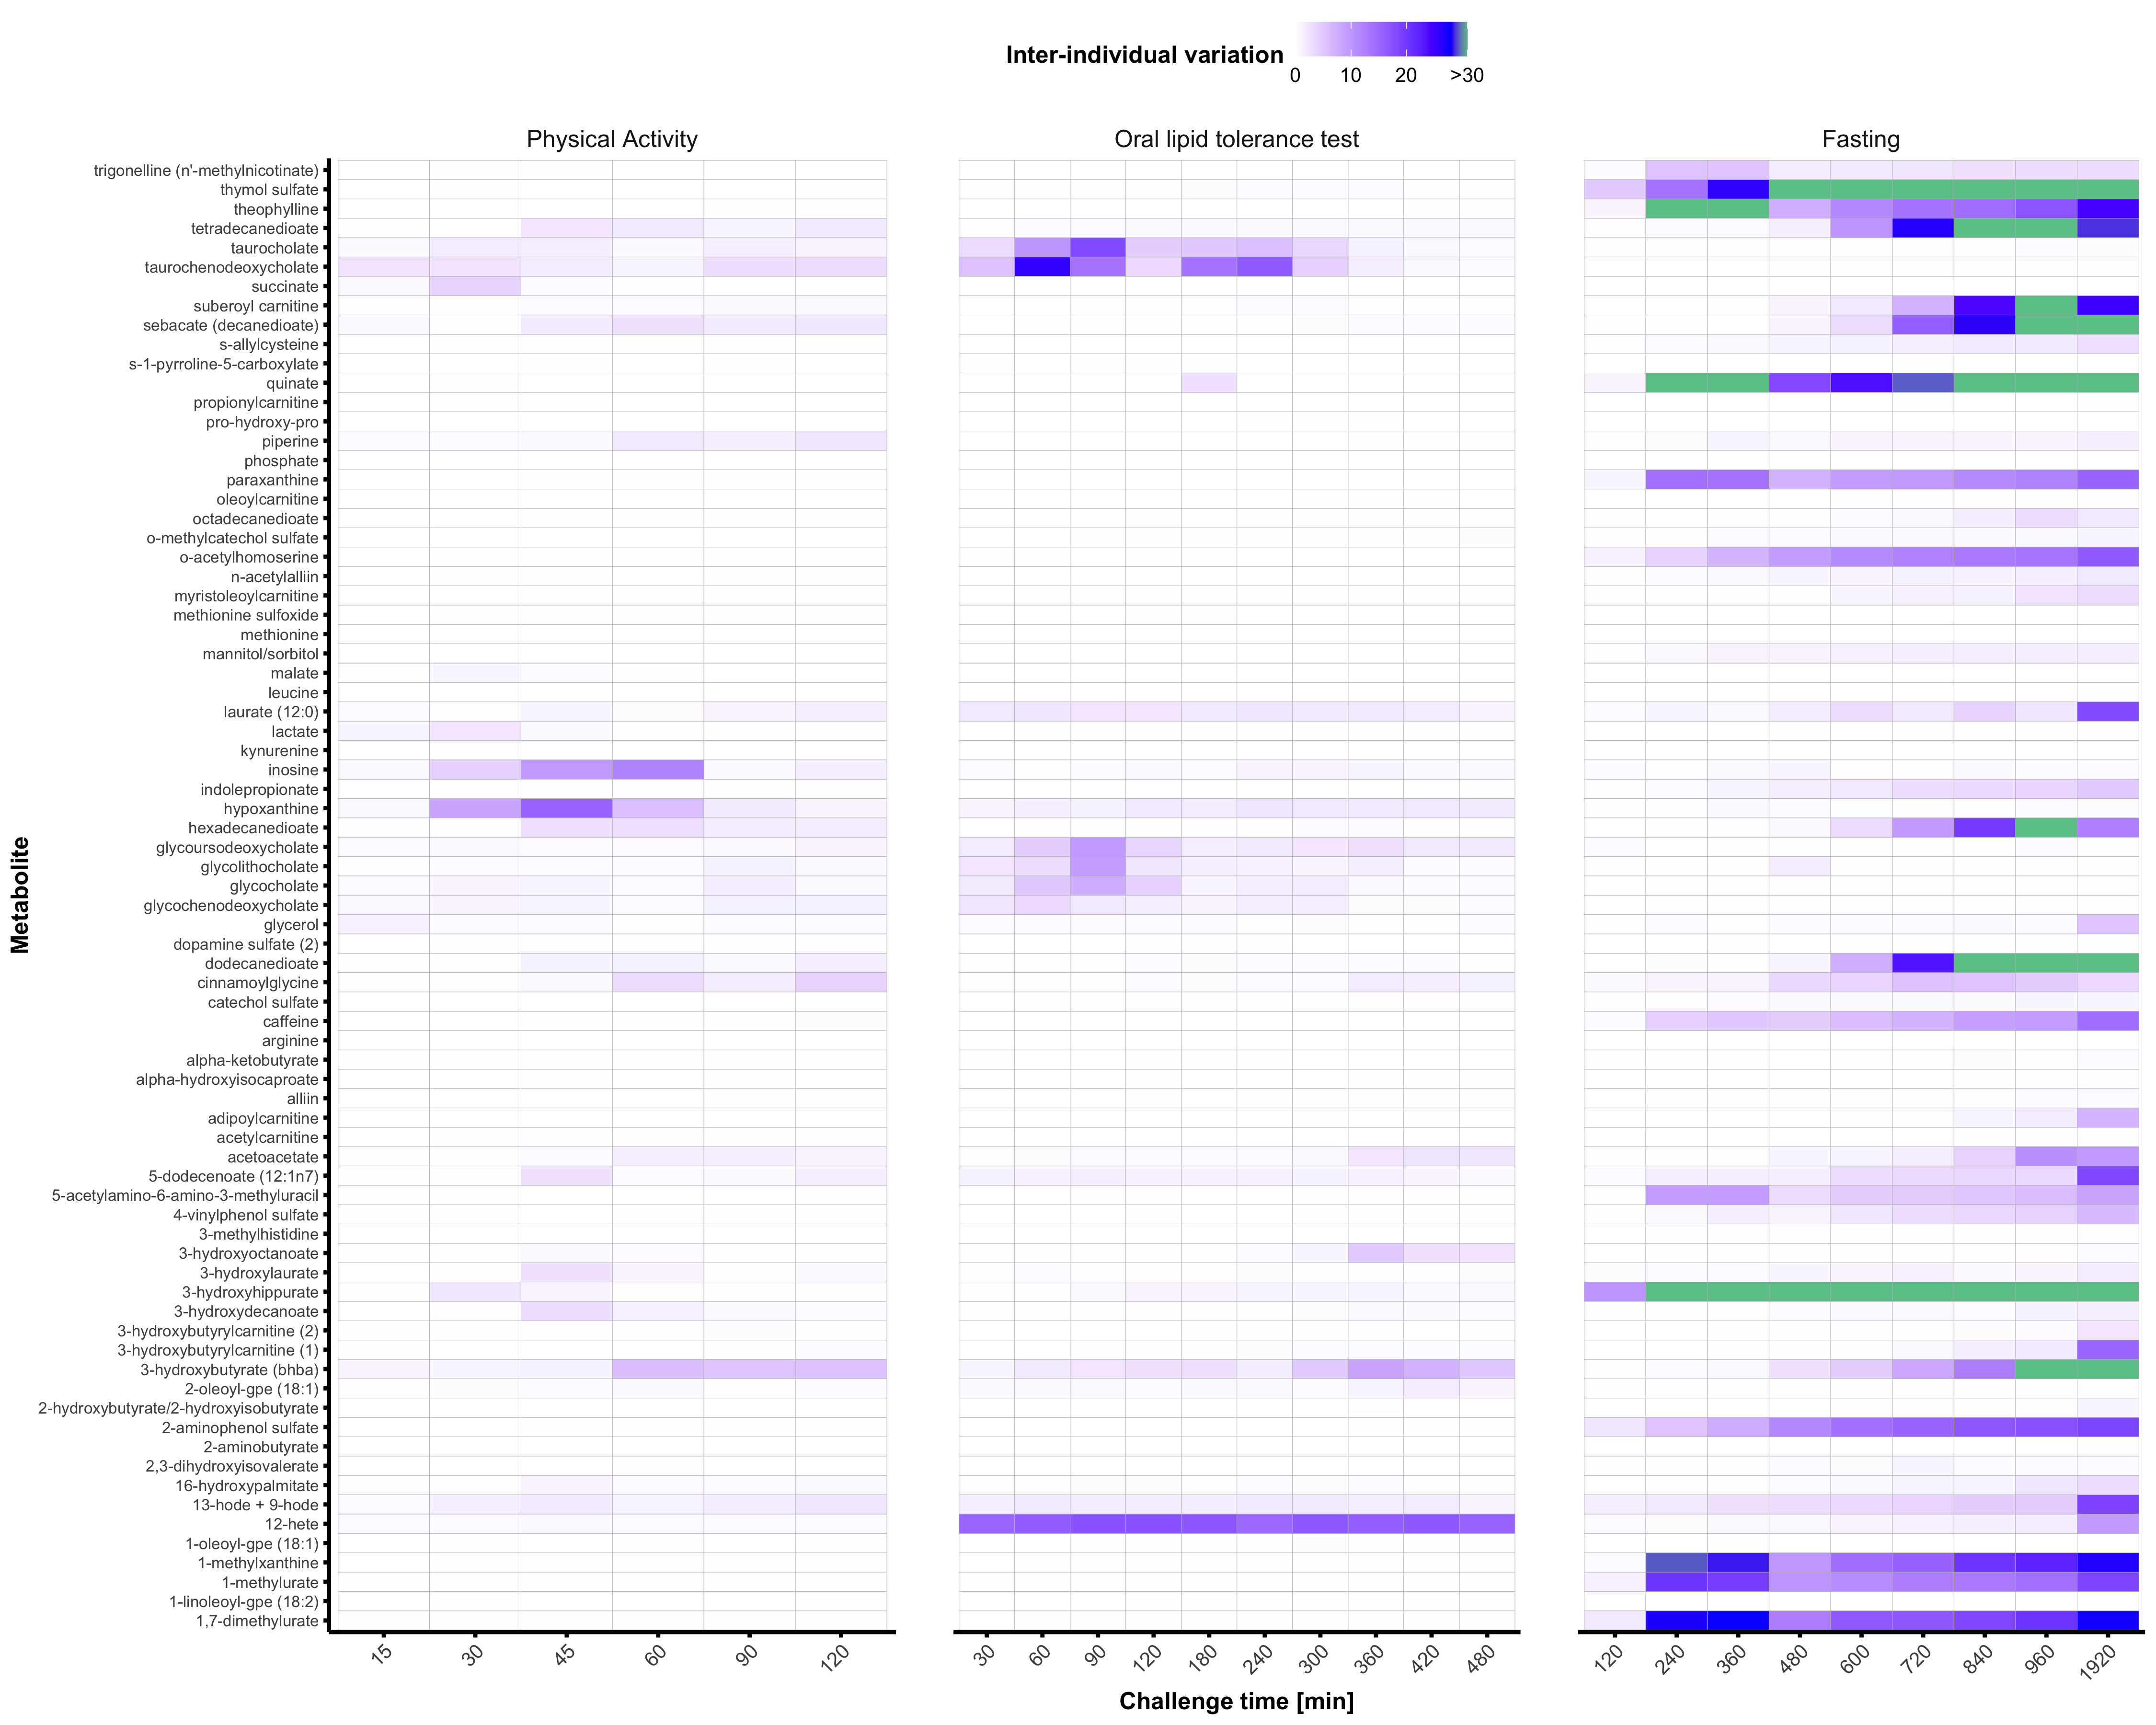 Inter-individual variation
0 10 20 >30
Physical Activity Oral lipid tolerance test Fasting
Metabolite
trigonelline (n'-methylnicotinate)
thymol sulfate
theophylline
tetradecanedioate
taurocholate
taurochenodeoxycholate
succinate
suberoyl carnitine
sebacate (decanedioate)
s-allylcysteine
s-1-pyrroline-5-carboxylate
quinate
propionylcarnitine
pro-hydroxy-pro
piperine
phosphate
paraxanthine
oleoylcarnitine
octadecanedioate
o-methylcatechol sulfate
o-acetylhomoserine
n-acetylalliin
myristoleoylcarnitine
methionine sulfoxide
methionine
mannitol/sorbitol
malate
leucine
laurate (12:0)
lactate
kynurenine
inosine
indolepropionate
hypoxanthine
hexadecanedioate
glycoursodeoxycholate
glycolithocholate
glycocholate
glycochenodeoxycholate
glycerol
dopamine sulfate (2)
dodecanedioate
cinnamoylglycine
catechol sulfate
caffeine
arginine
alpha-ketobutyrate
alpha-hydroxyisocaproate
alliin
adipoylcarnitine
acetylcarnitine
acetoacetate
5-dodecenoate (12:1n7)
5-acetylamino-6-amino-3-methyluracil
4-vinylphenol sulfate
3-methylhistidine
3-hydroxyoctanoate
3-hydroxylaurate
3-hydroxyhippurate
3-hydroxydecanoate
3-hydroxybutyrylcarnitine (2)
3-hydroxybutyrylcarnitine (1)
3-hydroxybutyrate (bhba)
2-oleoyl-gpe (18:1)
2-hydroxybutyrate/2-hydroxyisobutyrate
2-aminophenol sulfate
2-aminobutyrate
2,3-dihydroxyisovalerate
16-hydroxypalmitate
13-hode + 9-hode
12-hete
1-oleoyl-gpe (18:1)
1-methylxanthine
1-methylurate
1-linoleoyl-gpe (18:2)
1,7-dimethylurate
15 30 45 60 90 120 30 60 90 120 180 240 300 360 420 480 120 240 360 480 600 720 840 960 1920
Challenge time [min]